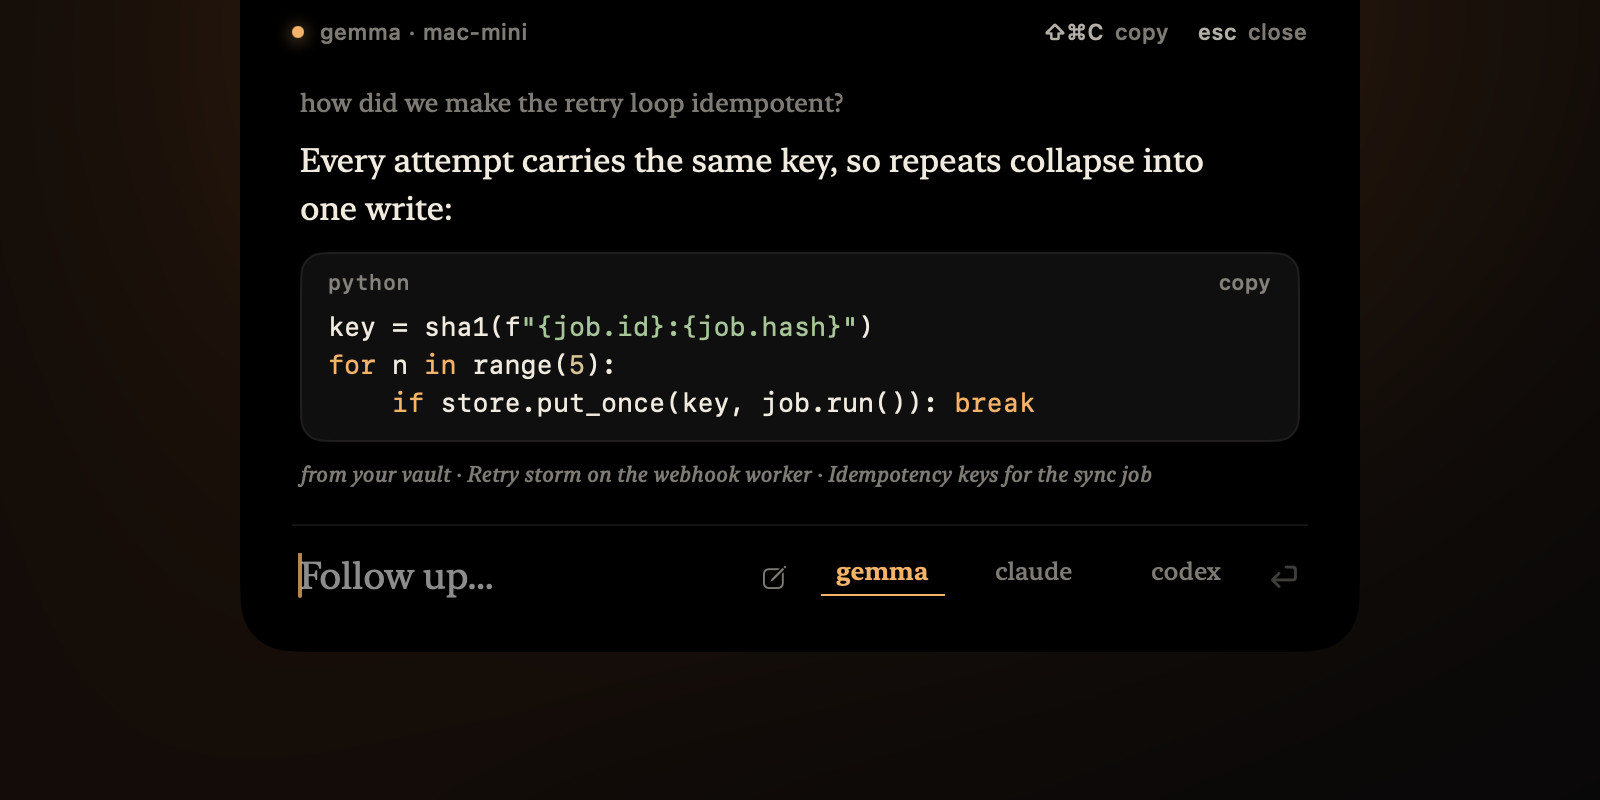 gemma · mac-mini
⇧⌘C copy esc close
how did we make the retry loop idempotent?
Every attempt carries the same key, so repeats collapse into
one write:
python
copy
key = sha1(f"{job.id}:{job.hash}")
for n in range(5):
    if store.put_once(key, job.run()): break
from your vault · Retry storm on the webhook worker · Idempotency keys for the sync job
Follow up...
gemma
claude
codex